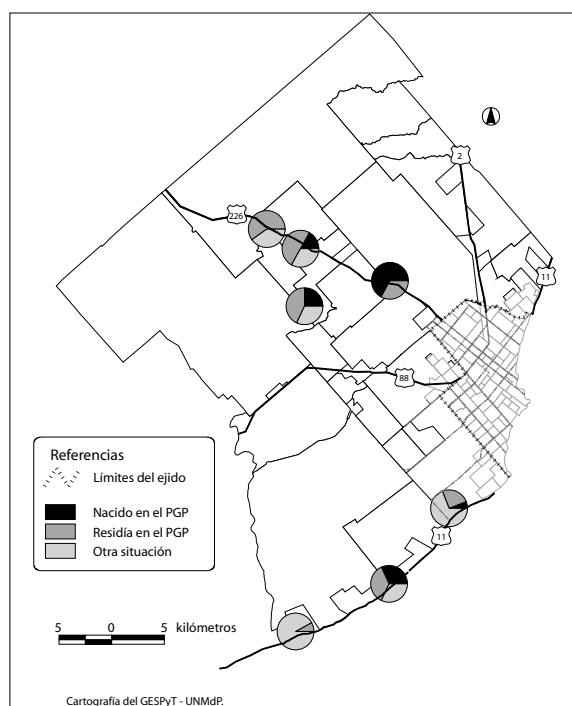 2
226
11
88
Referencias
Límites del ejido
Nacido en el PGP
Residía en el PGP
Otra situación
11
5 0 5 kilómetros
Cartografía del GESPyT - UNMdP.